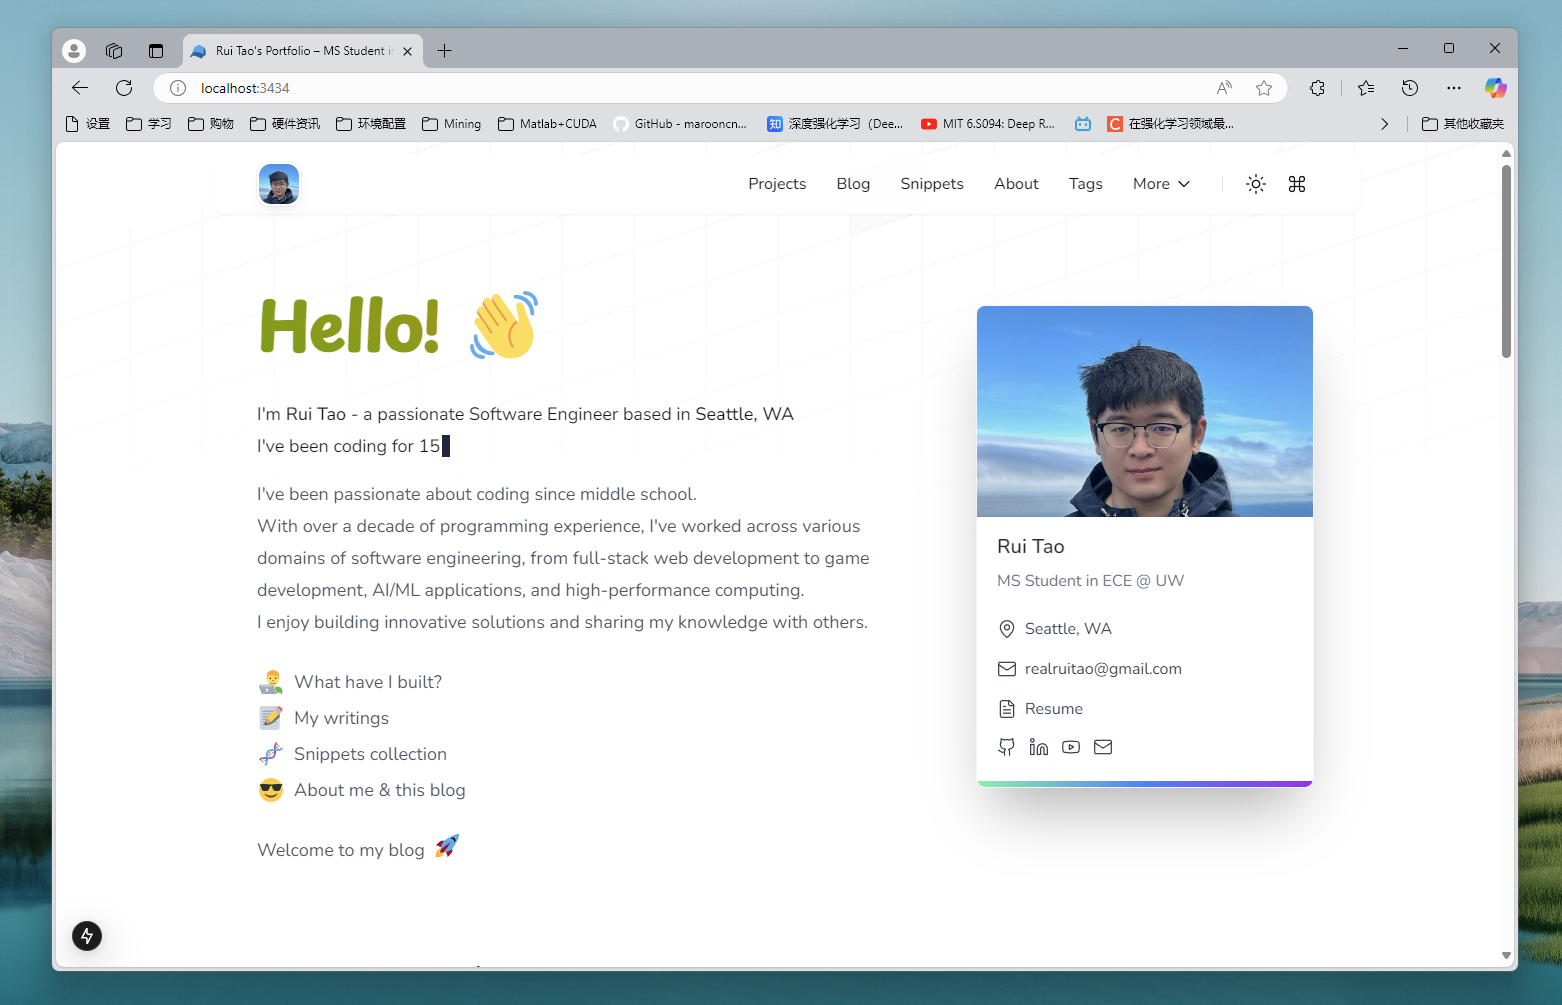 Rui Tao's Portfolio – MS Student in
localhost:3434
设置
学习
购物
硬件资讯
环境配置
Mining
Matlab+CUDA
GitHub - marooncn...
深度强化学习（Dee...
MIT 6.S094: Deep R...
在强化学习领域最...
其他收藏夹
Projects
Blog
Snippets
About
Tags
More
Hello!
I'm Rui Tao - a passionate Software Engineer based in Seattle, WA
I've been coding for 15
I've been passionate about coding since middle school.
With over a decade of programming experience, I've worked across various
domains of software engineering, from full-stack web development to game
development, AI/ML applications, and high-performance computing.
I enjoy building innovative solutions and sharing my knowledge with others.
What have I built?
My writings
Snippets collection
About me & this blog
Welcome to my blog
Rui Tao
MS Student in ECE @ UW
Seattle, WA
realruitao@gmail.com
Resume